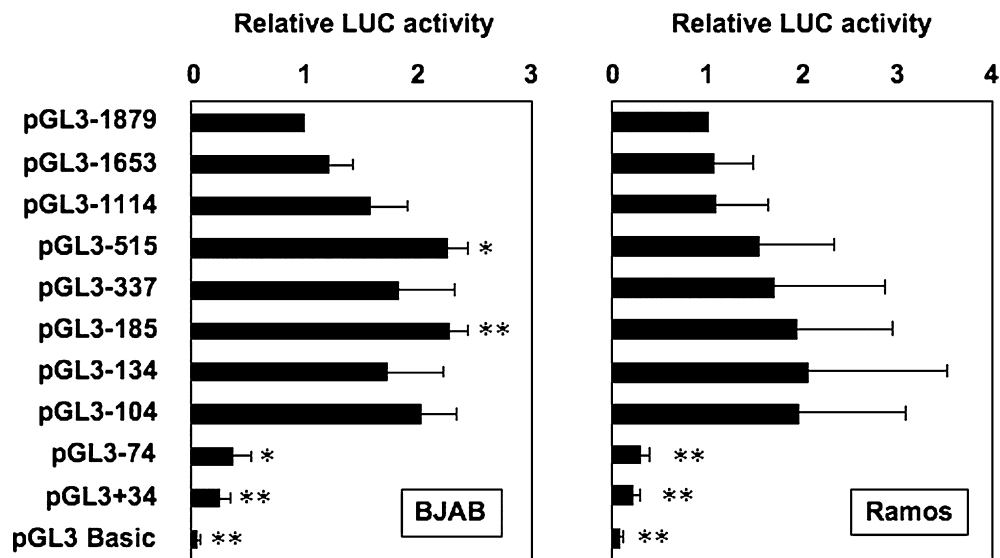 Relative LUC activity Relative LUC activity
0 1 2 3 0 1 2 3 4
pGL3-1879
pGL3-1653
pGL3-1114
pGL3-515 *
pGL3-337
pGL3-185 **
pGL3-134
pGL3-104
pGL3-74 * **
pGL3+34 ** **
BJAB Ramos
pGL3 Basic ** **